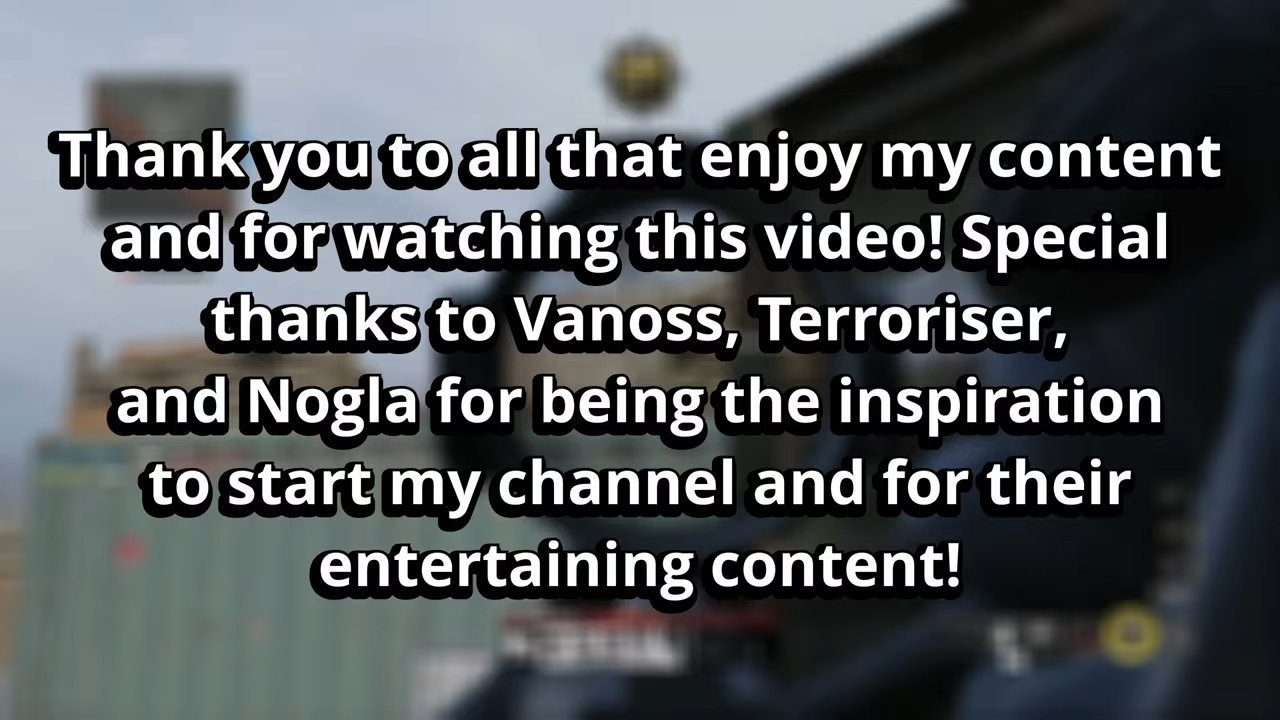 Thank you to all that enjoy my content
and for watching this video! Special
thanks to Vanoss, Terroriser,
and Nogla for being the inspiration
to start my channel and for their
entertaining content!